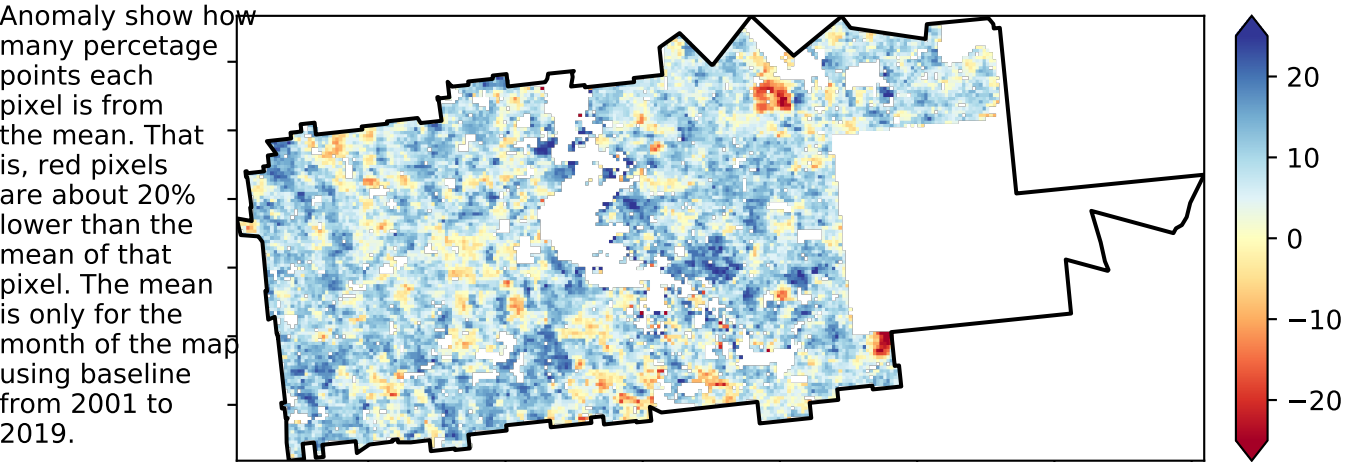 Anomaly show how
many percetage
points each
pixel is from
the mean. That
is, red pixels
are about 20%
lower than the
mean of that
pixel. The mean
is only for the
month of the map
using baseline
from 2001 to
2019.
20
10
0
−10
−20